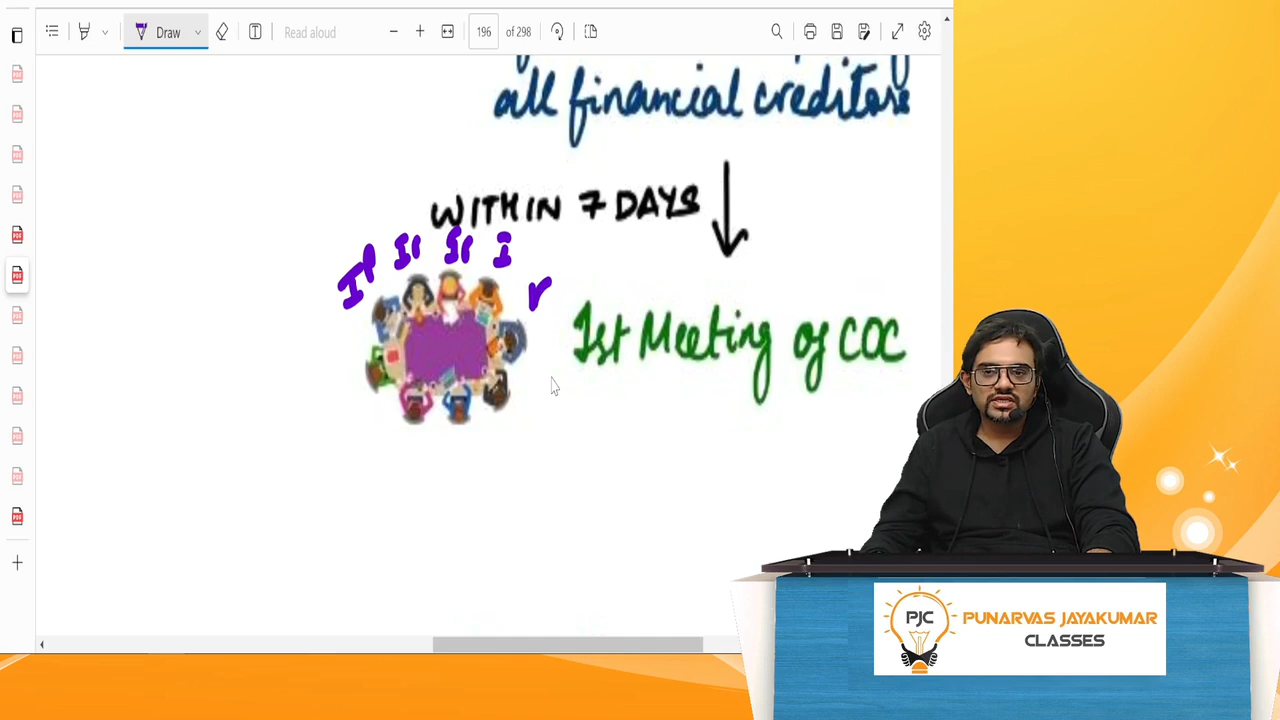 Draw
Read aloud
196
of 298
all financial creditors
WITHIN 7 DAYS
1st Meeting of COC
PJC
PUNARVAS JAYAKUMAR
CLASSES